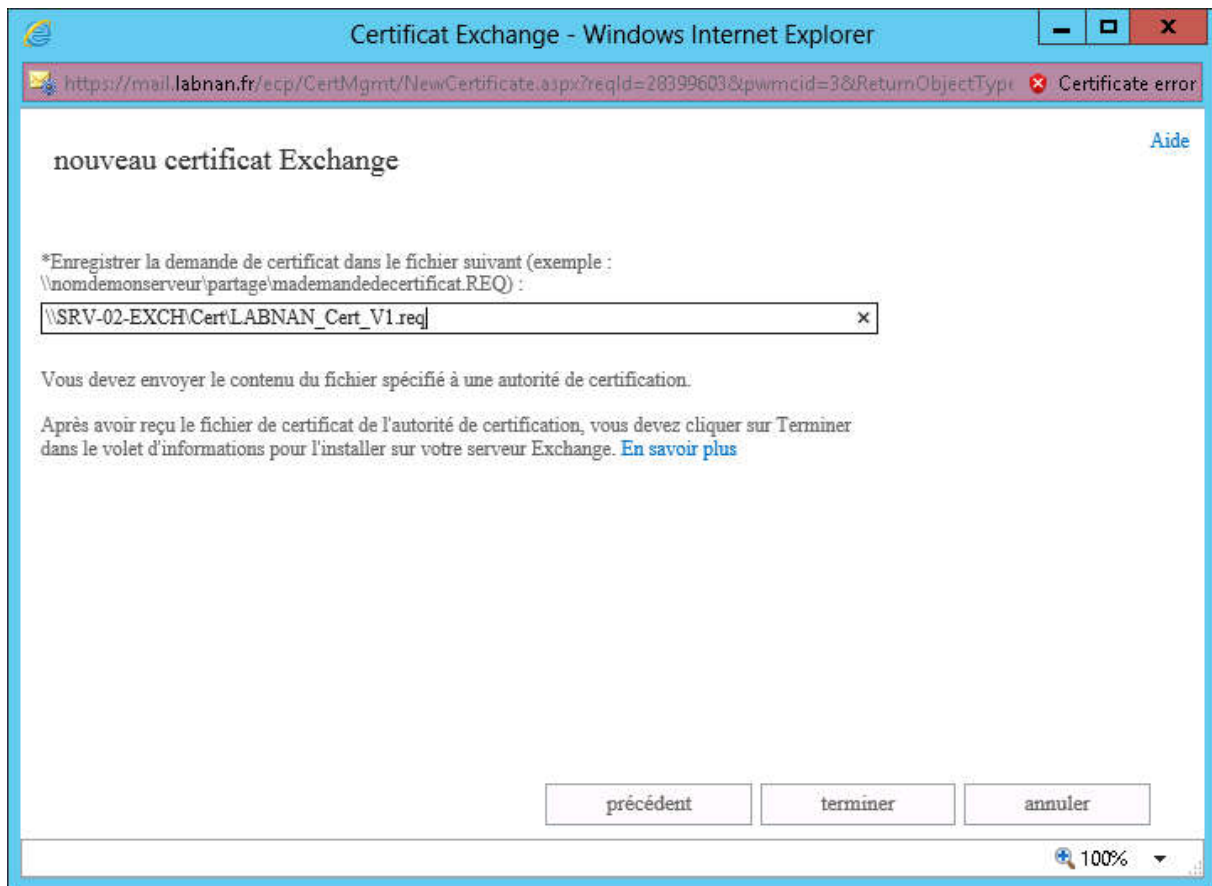 Certificat Exchange - Windows Internet Explorer
https://mail.labnan.fr/ecp/CertMgmt/NewCertificate.aspx?reqId=28399603&pwmcid=3&ReturnObjectType Certificate error
Aide
nouveau certificat Exchange
*Enregistrer la demande de certificat dans le fichier suivant (exemple :
\\nomdemonserveur\partage\mademandedecertificat.REQ) :
\\SRV-02-EXCH\Cert\LABNAN_Cert_V1.req
Vous devez envoyer le contenu du fichier spécifié à une autorité de certification.
Après avoir reçu le fichier de certificat de l'autorité de certification, vous devez cliquer sur Terminer
dans le volet d'informations pour l'installer sur votre serveur Exchange. En savoir plus
précédent terminer annuler
100%